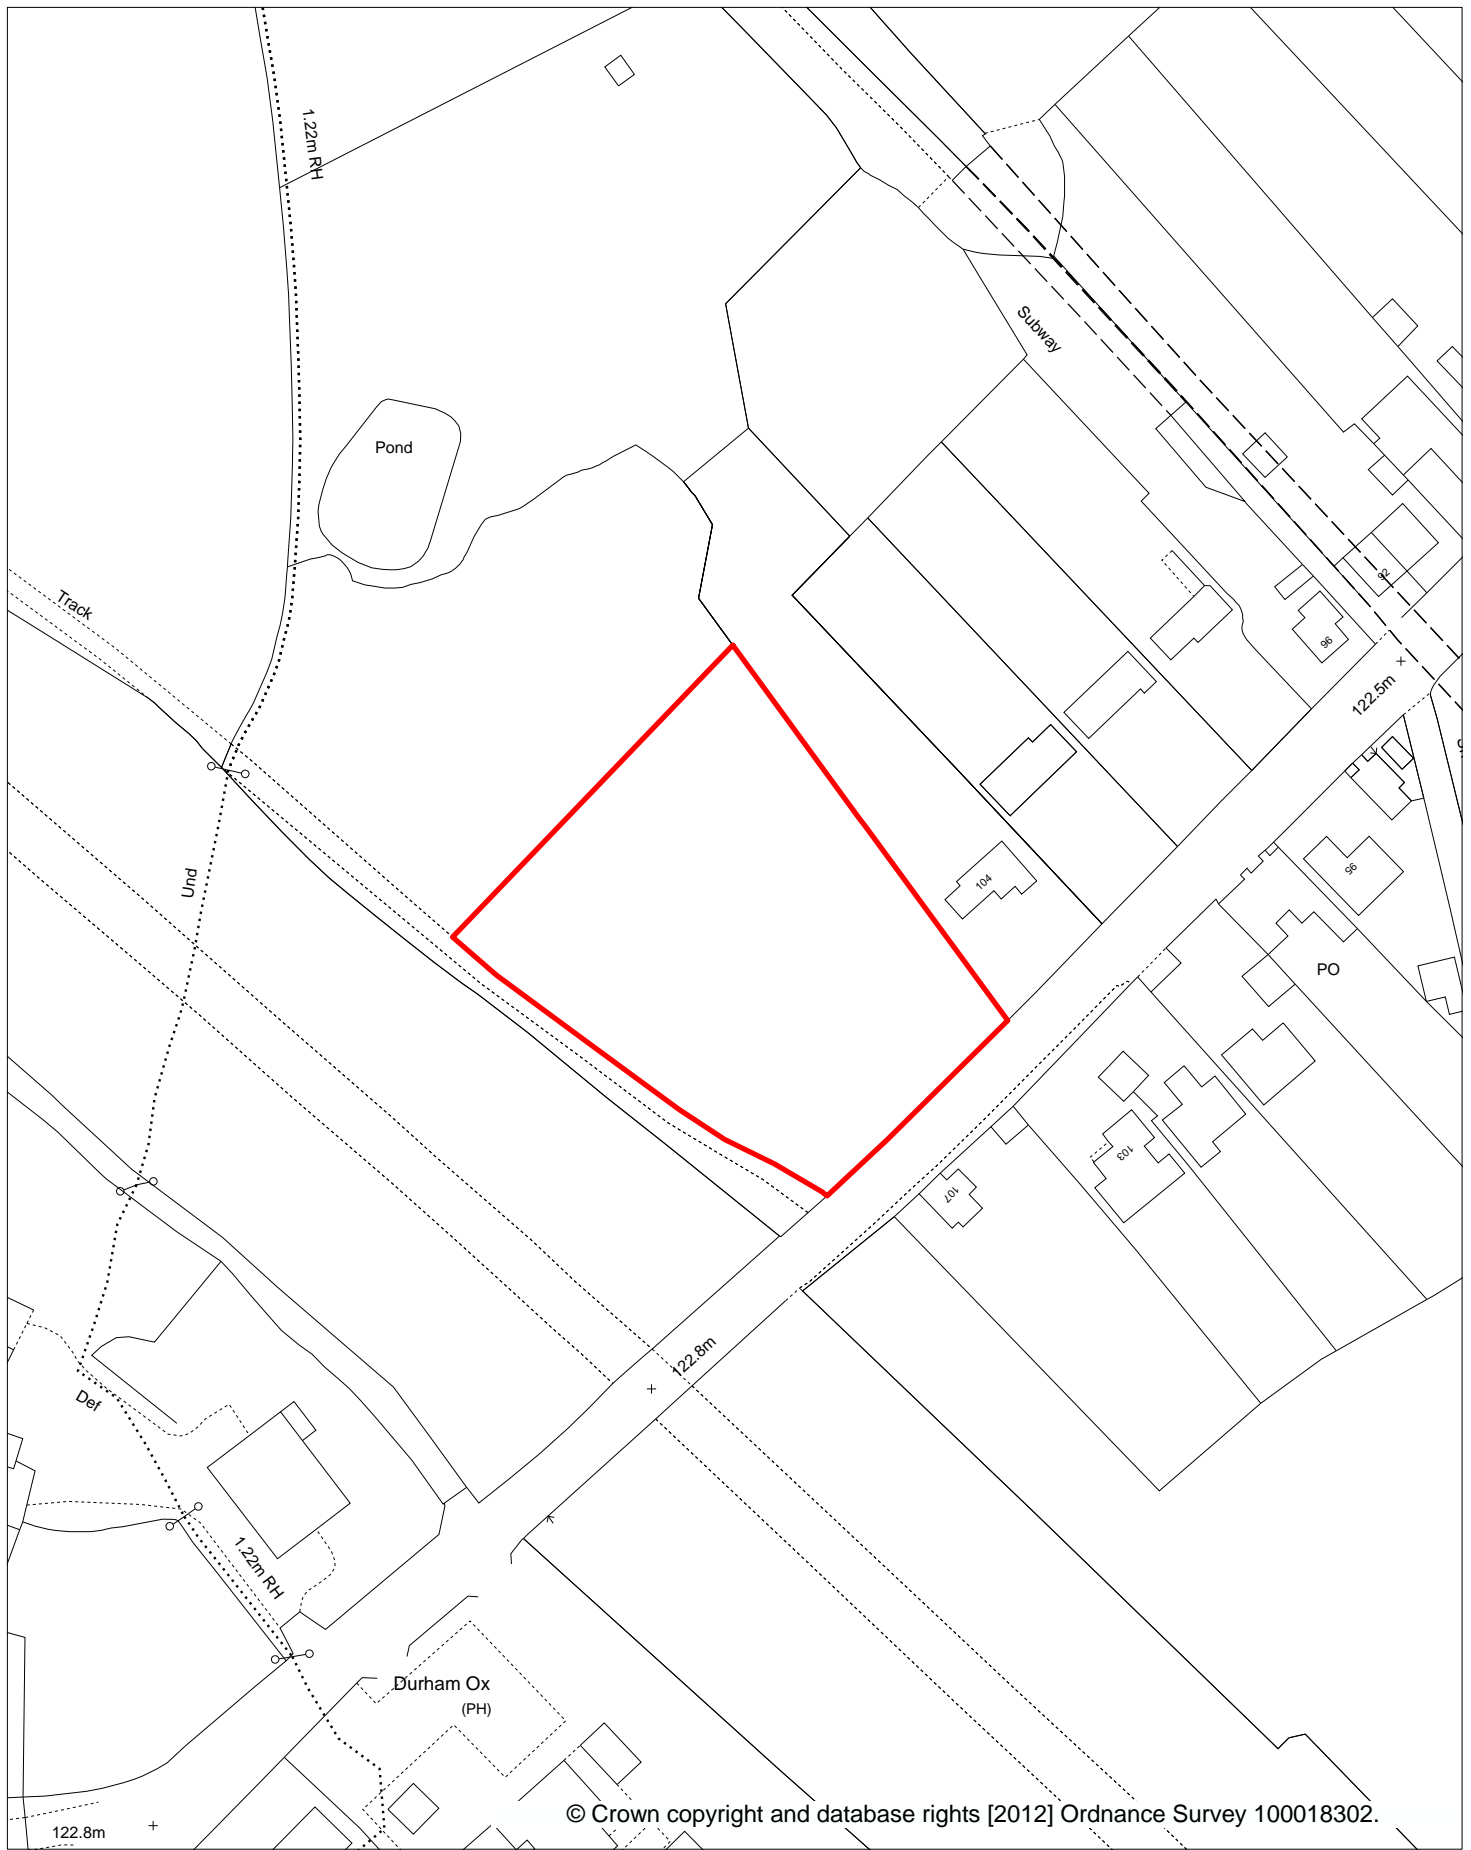 1.22m RH
Subway
Pond
92
Track
96
122.5m
Und
104
96
PO
103
107
122.8m
Def
1.22m RH
Durham Ox
(PH)
© Crown copyright and database rights [2012] Ordnance Survey 100018302.
122.8m